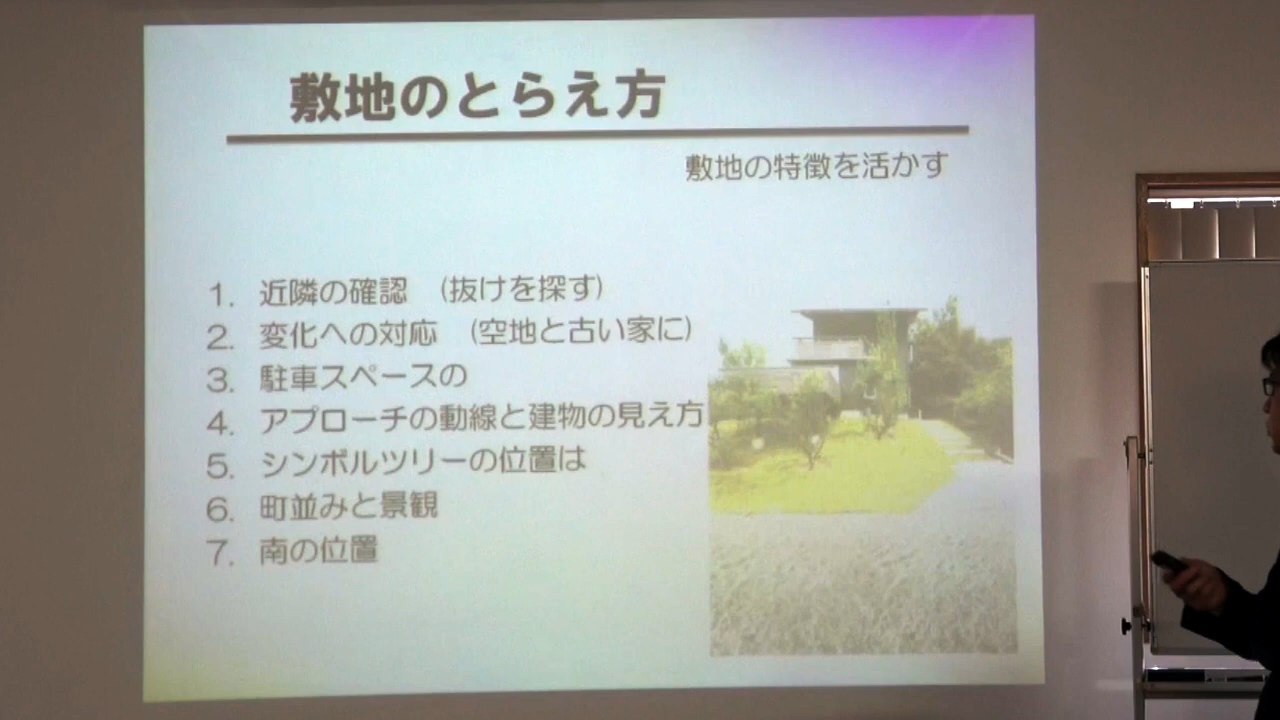 敷地のとらえ方
敷地の特徴を活かす
1. 近隣の確認 (抜けを探す)
2. 変化への対応 (空地と古い家に)
3. 駐車スペースの
4. アプローチの動線と建物の見え方
5. シンボルツリーの位置は
6. 町並みと景観
7. 南の位置